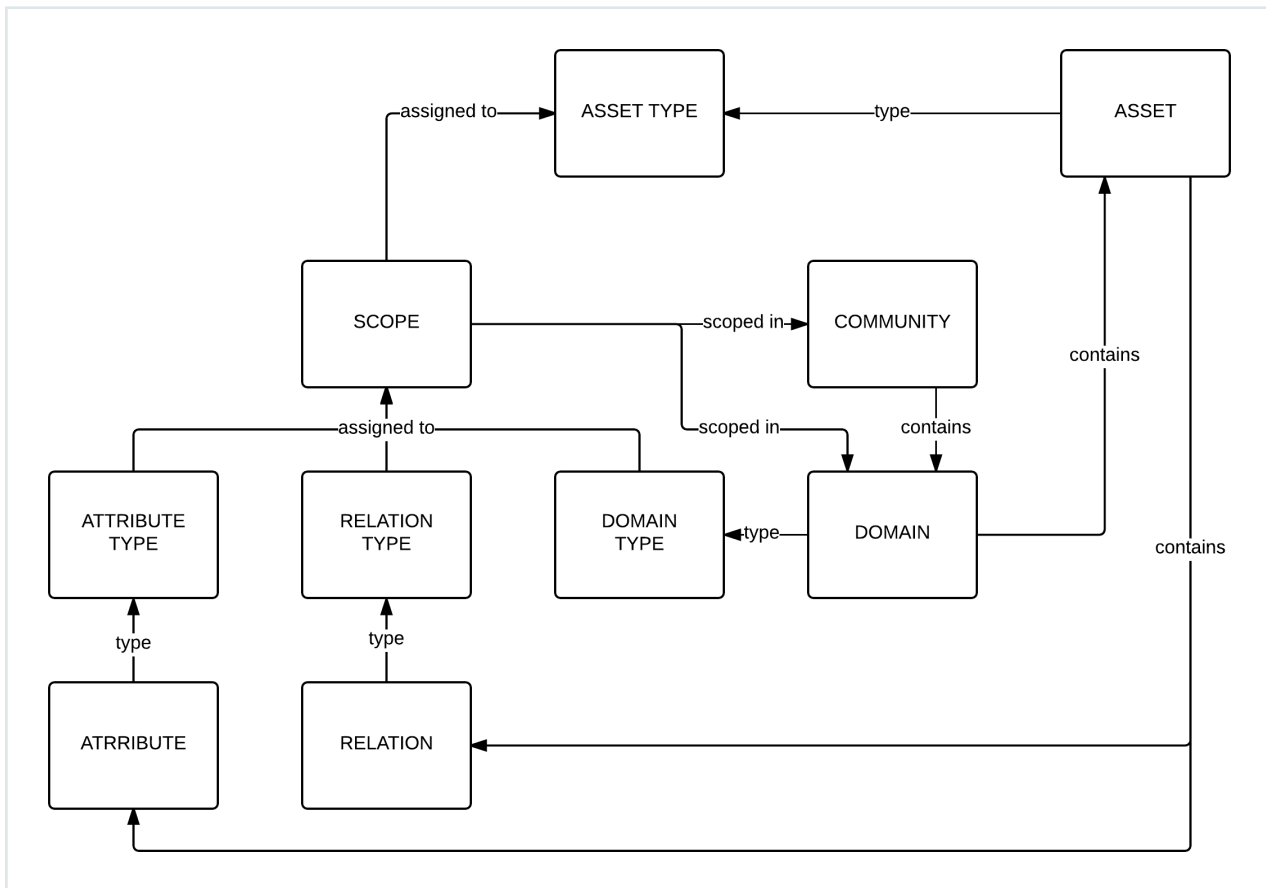 assigned to
ASSET TYPE
type
ASSET
SCOPE
scoped in
COMMUNITY
contains
assigned to
scoped in
contains
ATTRIBUTE
TYPE
RELATION
TYPE
DOMAIN
TYPE
type
DOMAIN
contains
type
type
ATRRIBUTE
RELATION